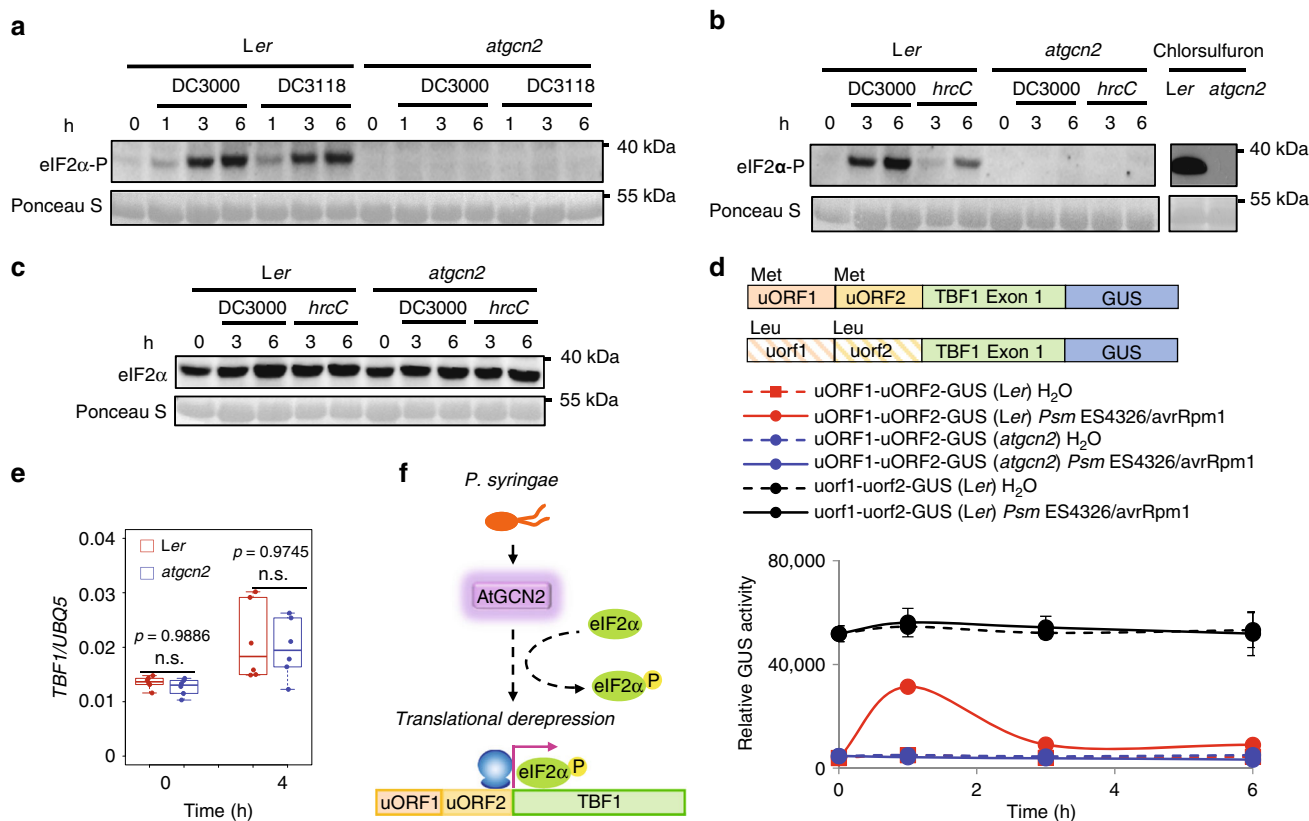 a
Ler atgcn2
DC3000 DC3118 DC3000 DC3118
h 0 1 3 6 1 3 6 0 1 3 6 1 3 6
eIF2α-P 40 kDa
Ponceau S 55 kDa
b
Ler atgcn2 Chlorsulfuron
DC3000 hrcC DC3000 hrcC Ler atgcn2
h 0 3 6 3 6 0 3 6 3 6
eIF2α-P 40 kDa
Ponceau S 55 kDa
c
Ler atgcn2
DC3000 hrcC DC3000 hrcC
h 0 3 6 3 6 0 3 6 3 6
eIF2α 40 kDa
Ponceau S 55 kDa
d
Met Met
uORF1 uORF2 TBF1 Exon 1 GUS
Leu Leu
uorf1 uorf2 TBF1 Exon 1 GUS
uORF1-uORF2-GUS (Ler) H₂O
uORF1-uORF2-GUS (Ler) Psm ES4326/avrRpm1
uORF1-uORF2-GUS (atgcn2) H₂O
uORF1-uORF2-GUS (atgcn2) Psm ES4326/avrRpm1
uorf1-uorf2-GUS (Ler) H₂O
uorf1-uorf2-GUS (Ler) Psm ES4326/avrRpm1
Relative GUS activity
80,000
40,000
0
0 2 4 6
Time (h)
e
TBF1/UBQ5
0.04
0.03
0.02
0.01
0
Ler
atgcn2
p = 0.9745
n.s.
p = 0.9886
n.s.
0 4
Time (h)
f
P. syringae
AtGCN2
eIF2α
eIF2α P
Translational derepression
eIF2α P
uORF1 uORF2 TBF1